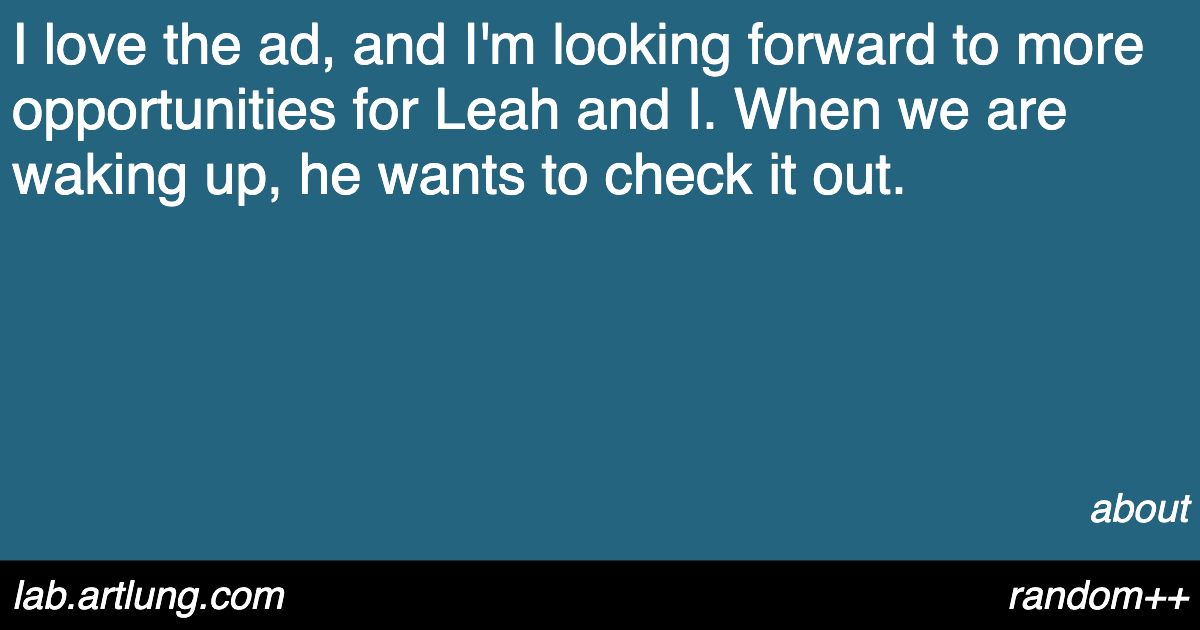 I love the ad, and I'm looking forward to more
opportunities for Leah and I. When we are
waking up, he wants to check it out.
about
lab.artlung.com
random++